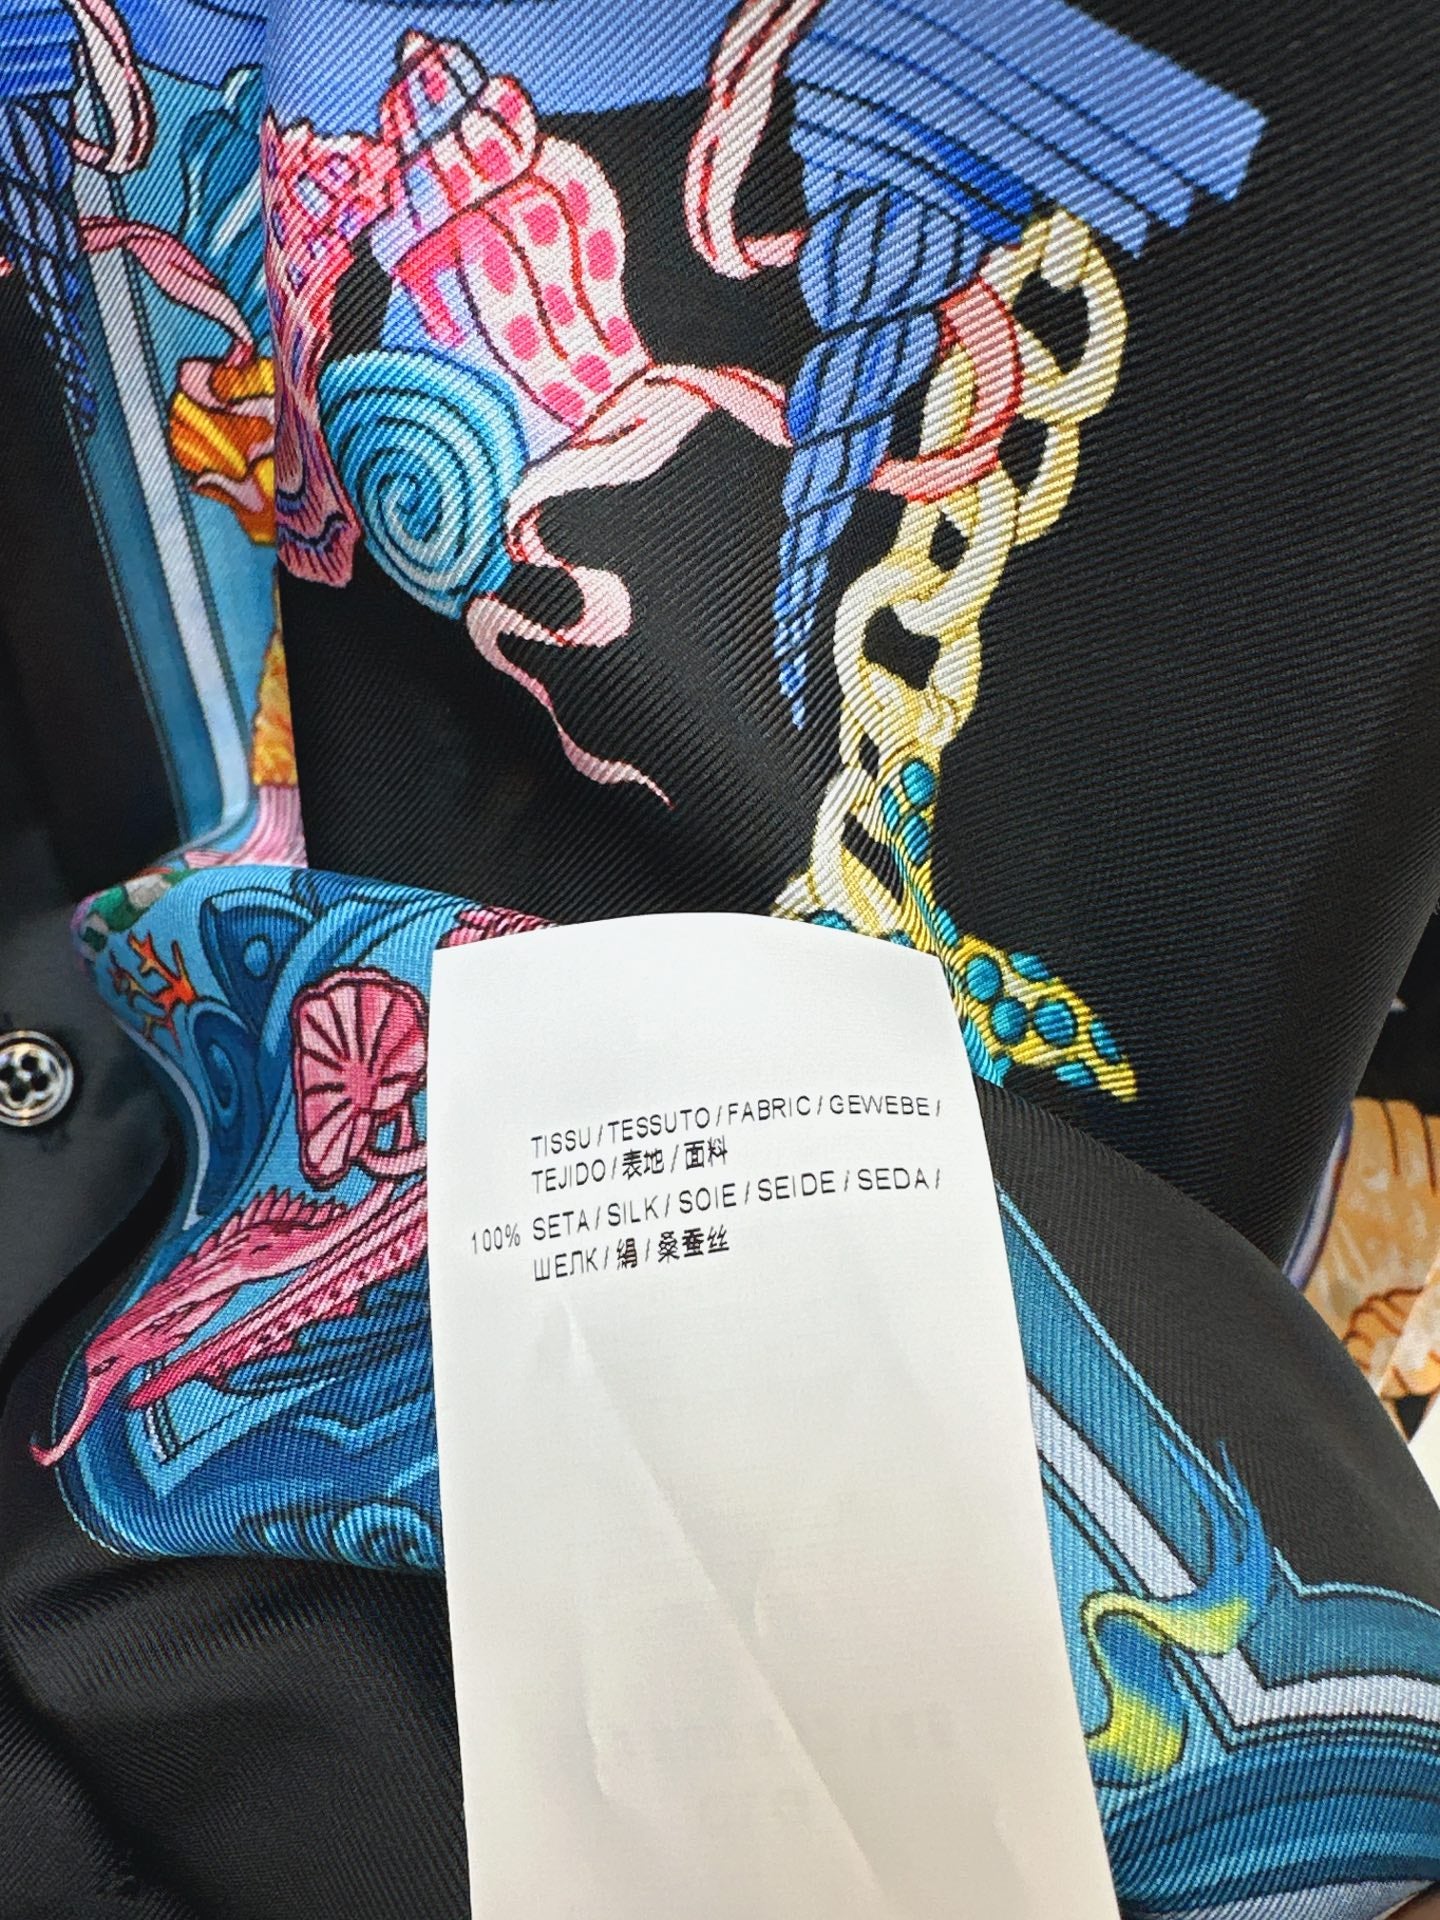 TISSU / TESSUTO / FABRIC / GEWEBE /
TEJIDO / 表地 / 面料
100% SETA / SILK / SOIE / SEIDE / SEDA /
ШЕЛК / 絹 / 桑蚕丝